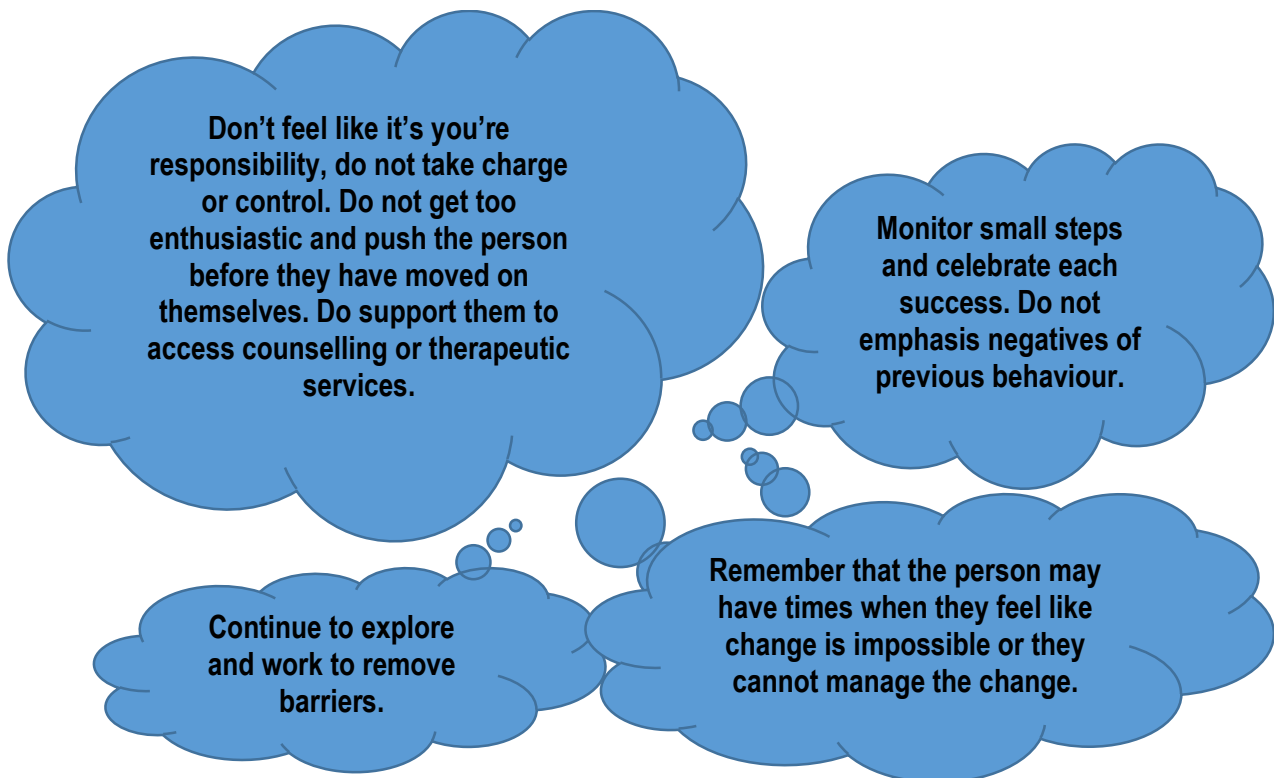 Don’t feel like it’s you’re
responsibility, do not take charge
or control. Do not get too
enthusiastic and push the person
before they have moved on
themselves. Do support them to
access counselling or therapeutic
services.
Monitor small steps
and celebrate each
success. Do not
emphasis negatives of
previous behaviour.
Continue to explore
and work to remove
barriers.
Remember that the person may
have times when they feel like
change is impossible or they
cannot manage the change.